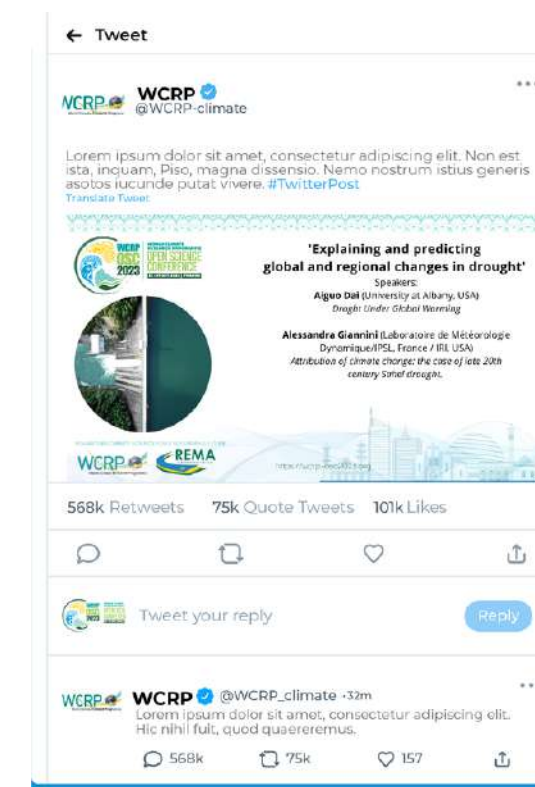 Tweet
WCRP
@WCRP-climate
Lorem ipsum dolor sit amet, consectetur adipiscing elit. Non est
ista, inquam, Piso, magna dissensio. Nemo nostrum istius generis
asotos iucunde putat vivere. #TwitterPost
Translate Tweet
WCRP
OSC
2023
OPEN SCIENCE
CONFERENCE
'Explaining and predicting
global and regional changes in drought'
Speakers:
Aiguo Dai (University at Albany, USA)
Droght Under Global Warming
Alessandra Giannini (Laboratoire de Météorologie
Dynamique/IPSL, France / IRI, USA)
Attribution of climate change: the case of late 20th
century Sahel drought.
WCRP
REMA
568k Retweets 75k Quote Tweets 101k Likes
Tweet your reply
Reply
WCRP @WCRP_climate ·32m
Lorem ipsum dolor sit amet, consectetur adipiscing elit.
Hic nihil fuit, quod quaereremus.
568k 75k 157